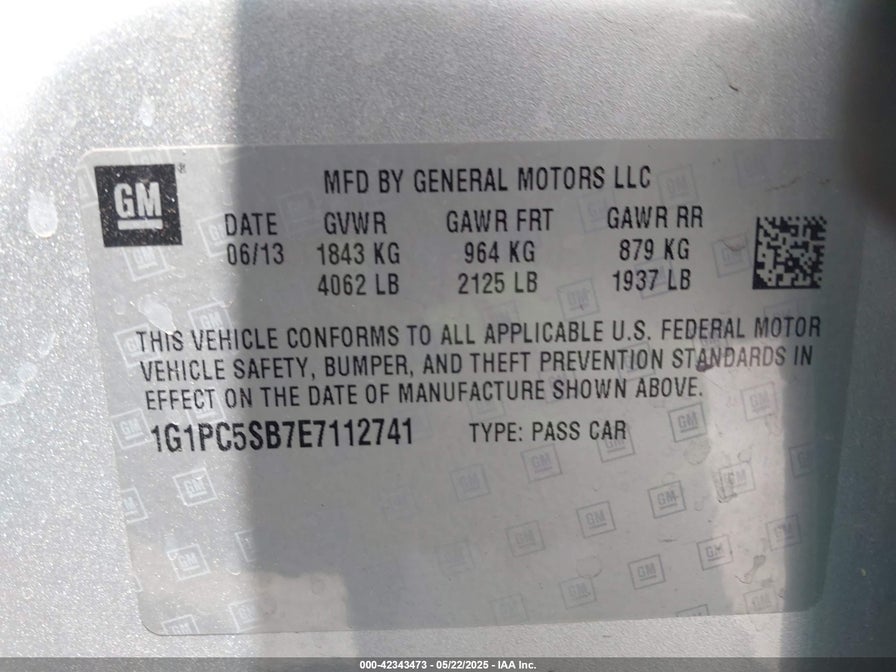 GM
MFD BY GENERAL MOTORS LLC
DATE GVWR GAWR FRT GAWR RR
06/13 1843 KG 964 KG 879 KG
4062 LB 2125 LB 1937 LB
THIS VEHICLE CONFORMS TO ALL APPLICABLE U.S. FEDERAL MOTOR
VEHICLE SAFETY, BUMPER, AND THEFT PREVENTION STANDARDS IN
EFFECT ON THE DATE OF MANUFACTURE SHOWN ABOVE.
1G1PC5SB7E7112741 TYPE: PASS CAR
000-42343473 - 05/22/2025 - IAA Inc.